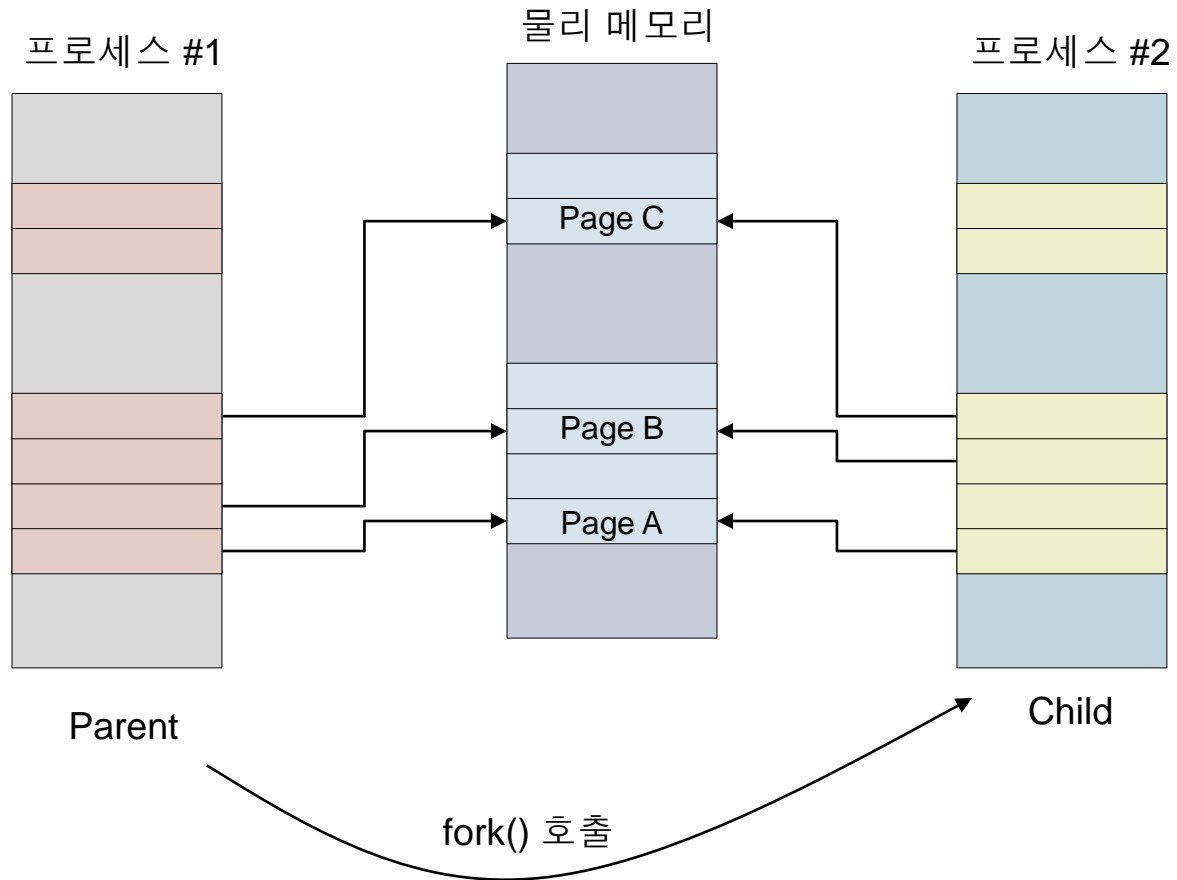 물리 메모리
프로세스 #1
프로세스 #2
Page C
Page B
Page A
Parent
Child
fork() 호출